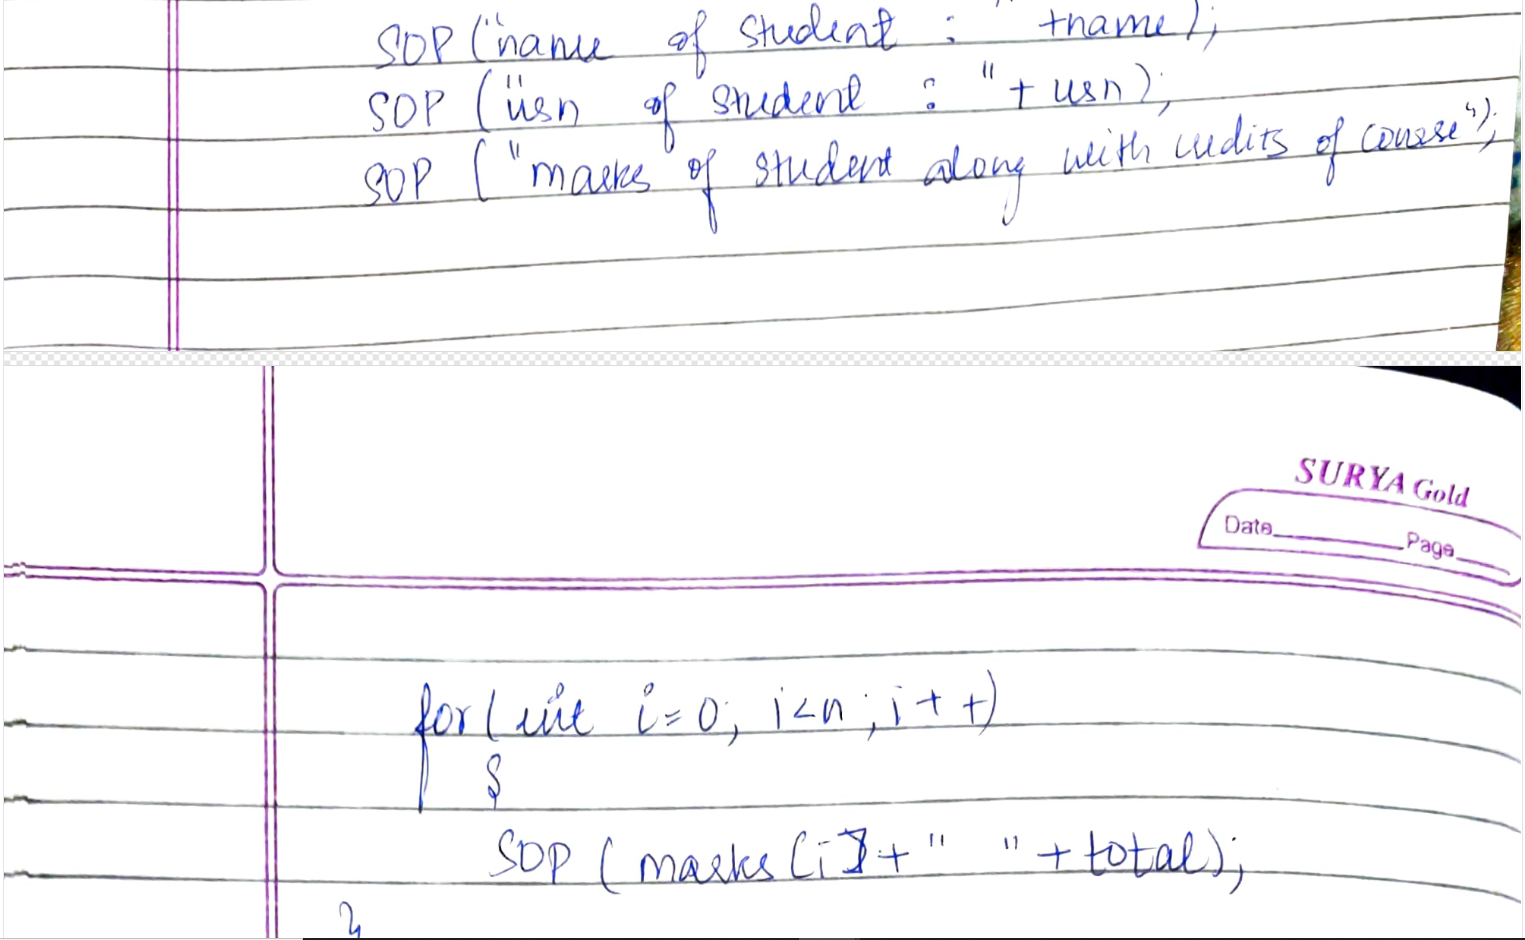 SOP ("name of student : " +name);
SOP ("usn of student : " + usn);
SOP ("marks of student along with credits of course");
SURYA Gold
Date Page
for(int i=0; i<n; i++)
{
SOP (marks[i]+" " + total);
}